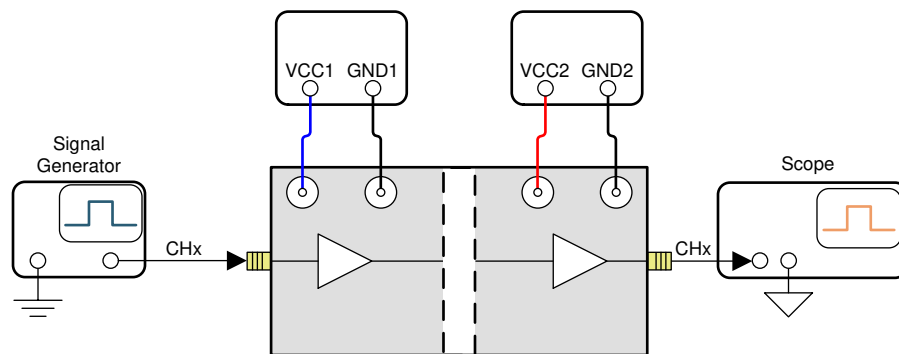 VCC1 GND1
VCC2 GND2
Signal
Generator
Scope
CHx
CHx